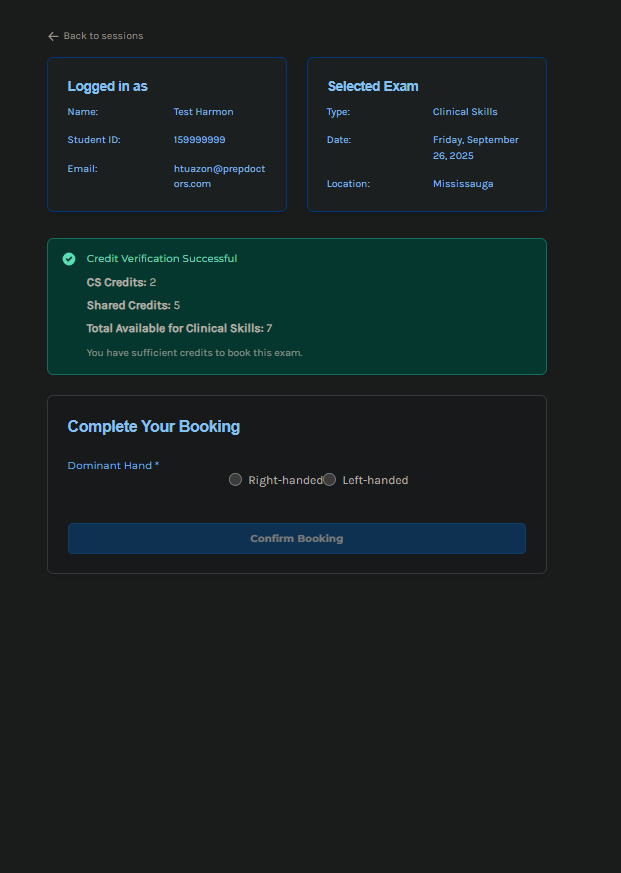 ← Back to sessions
Logged in as
Name: Test Harmon
Student ID: 159999999
Email: htuazon@prepdoct
ors.com
Selected Exam
Type: Clinical Skills
Date: Friday, September
26, 2025
Location: Mississauga
Credit Verification Successful
CS Credits: 2
Shared Credits: 5
Total Available for Clinical Skills: 7
You have sufficient credits to book this exam.
Complete Your Booking
Dominant Hand *
Right-handed Left-handed
Confirm Booking